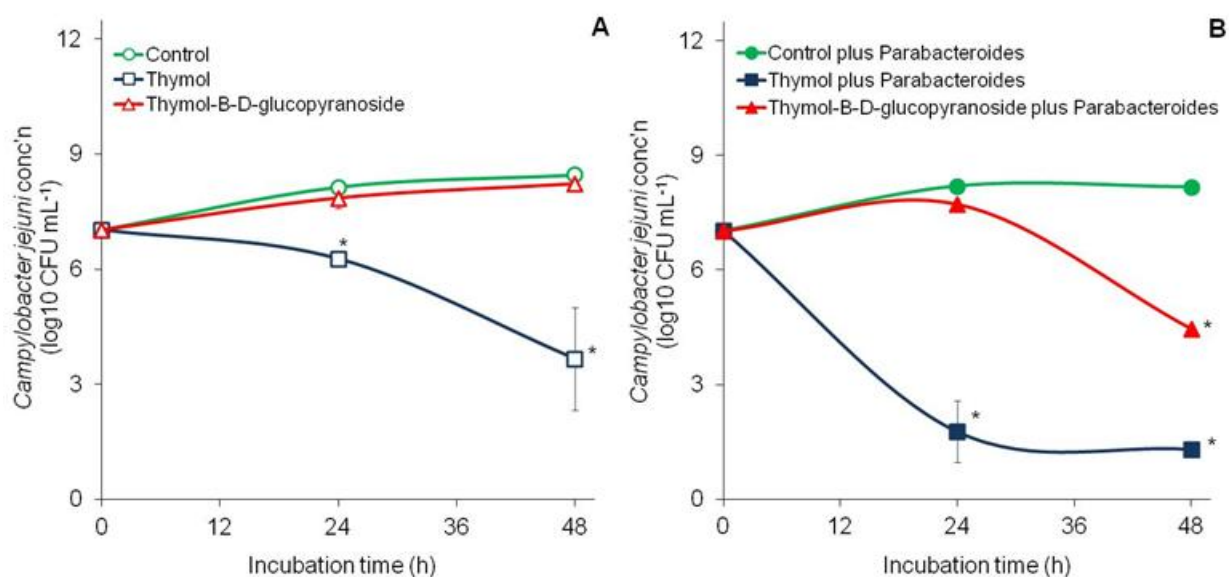 A
Control
Thymol
Thymol-B-D-glucopyranoside
12
9
6
3
0
Campylobacter jejuni conc'n
(log10 CFU mL-1)
*
*
0
12
24
36
48
Incubation time (h)
B
Control plus Parabacteroides
Thymol plus Parabacteroides
Thymol-B-D-glucopyranoside plus Parabacteroides
12
9
6
3
0
Campylobacter jejuni conc'n
(log10 CFU mL-1)
*
*
*
0
12
24
36
48
Incubation time (h)